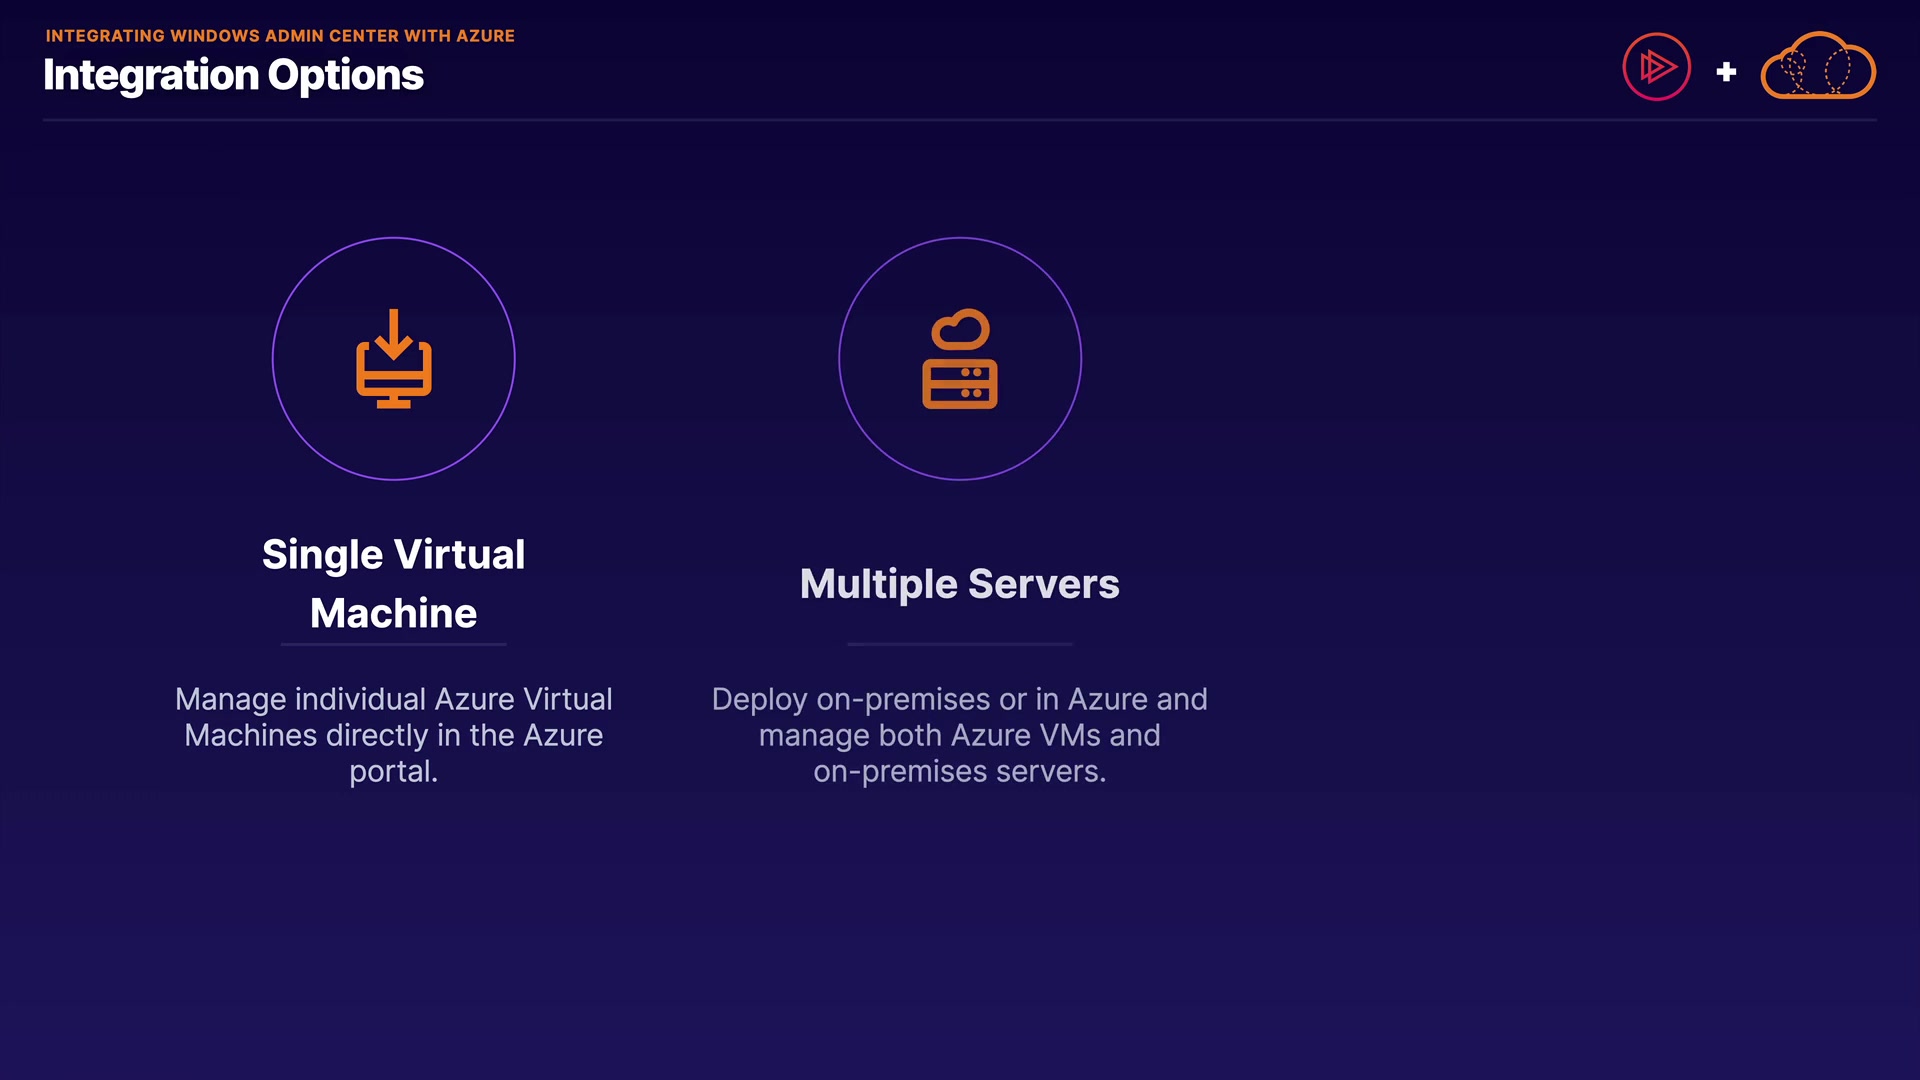 INTEGRATING WINDOWS ADMIN CENTER WITH AZURE
Integration Options
Single Virtual
Machine
Manage individual Azure Virtual
Machines directly in the Azure
portal.
Multiple Servers
Deploy on-premises or in Azure and
manage both Azure VMs and
on-premises servers.